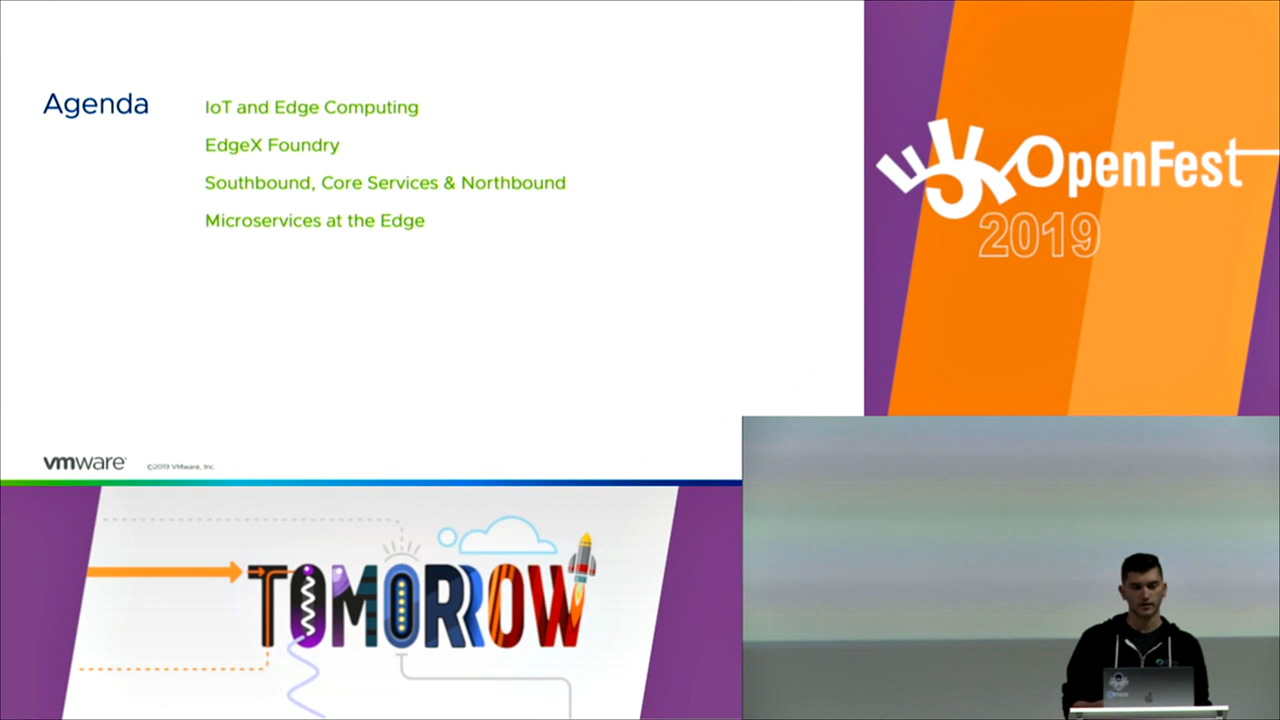 Agenda
IoT and Edge Computing
EdgeX Foundry
Southbound, Core Services & Northbound
Microservices at the Edge
vmware
©2019 VMware, Inc.
OpenFest
2019
TOMORROW